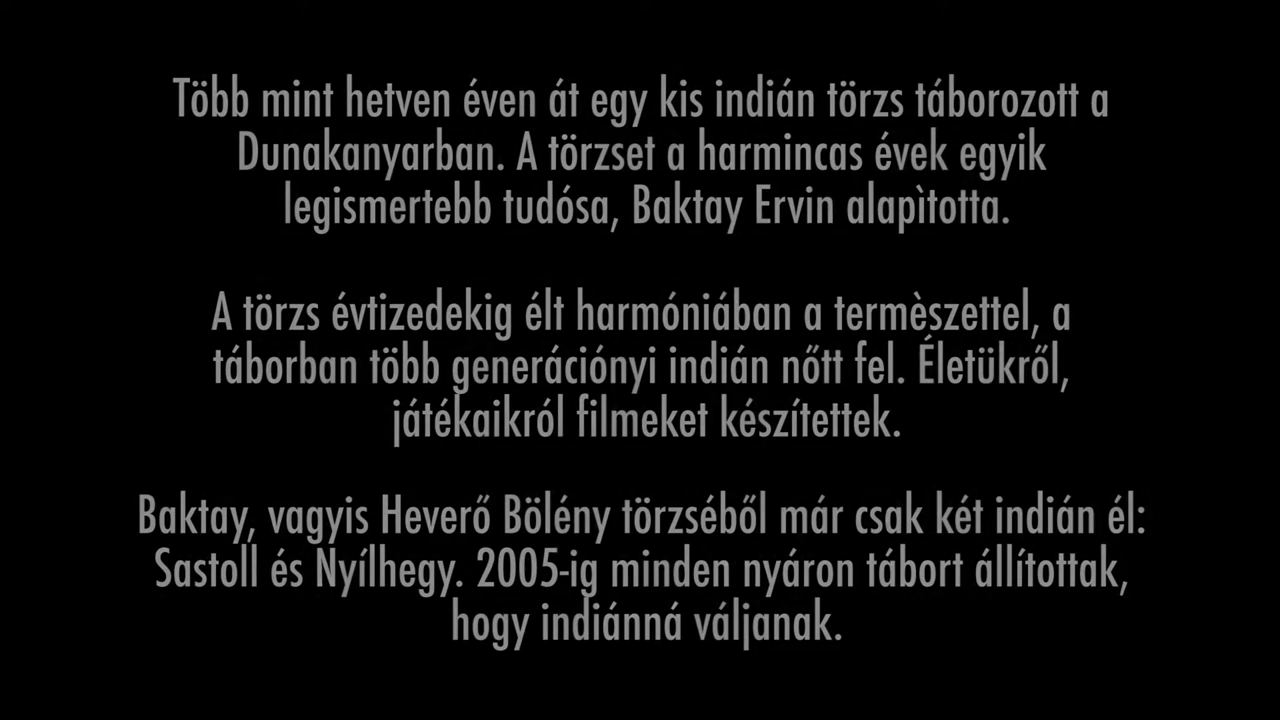 Több mint hetven éven át egy kis indián törzs táborozott a
Dunakanyarban. A törzset a harmincas évek egyik
legismertebb tudósa, Baktay Ervin alapìtotta.
A törzs évtizedekig élt harmóniában a termèszettel, a
táborban több generációnyi indián nőtt fel. Életükről,
játékaikról filmeket készítettek.
Baktay, vagyis Heverő Bölény törzséből már csak két indián él:
Sastoll és Nyílhegy. 2005-ig minden nyáron tábort állítottak,
hogy indiánná váljanak.